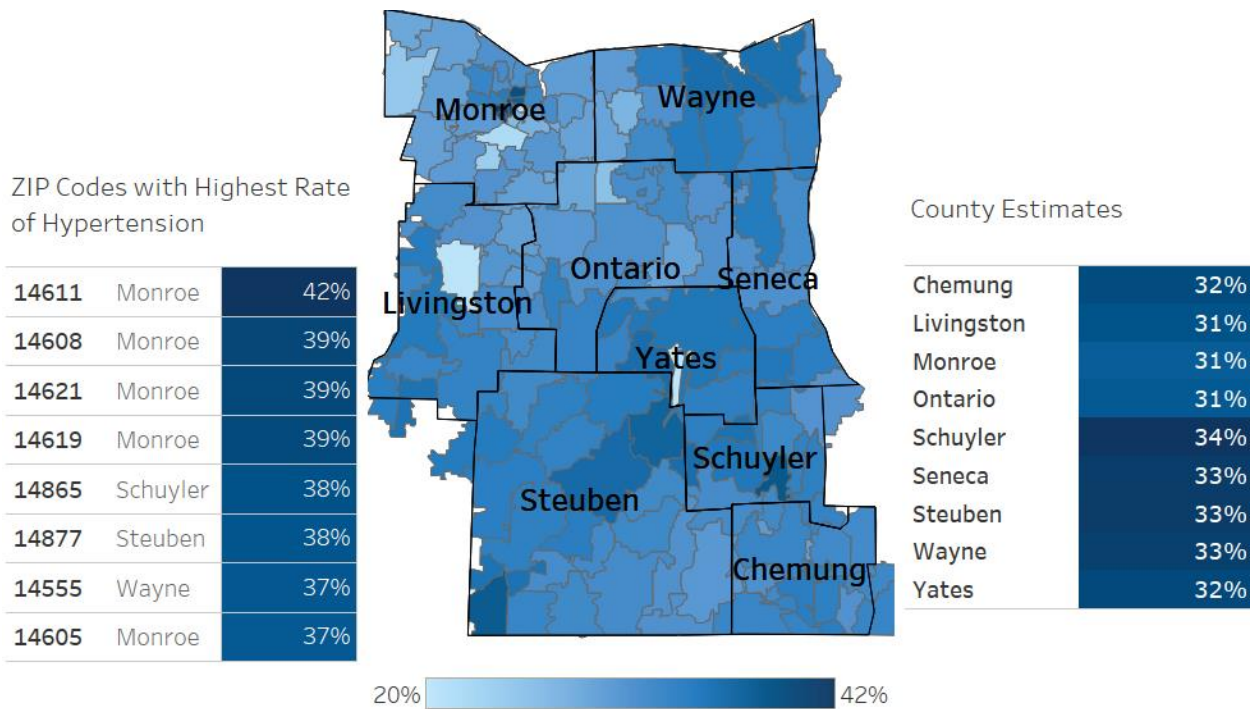 ZIP Codes with Highest Rate
of Hypertension
14611 Monroe 42%
14608 Monroe 39%
14621 Monroe 39%
14619 Monroe 39%
14865 Schuyler 38%
14877 Steuben 38%
14555 Wayne 37%
14605 Monroe 37%
Monroe
Wayne
Ontario
Seneca
Livingston
Yates
Schuyler
Steuben
Chemung
20%
42%
County Estimates
Chemung 32%
Livingston 31%
Monroe 31%
Ontario 31%
Schuyler 34%
Seneca 33%
Steuben 33%
Wayne 33%
Yates 32%